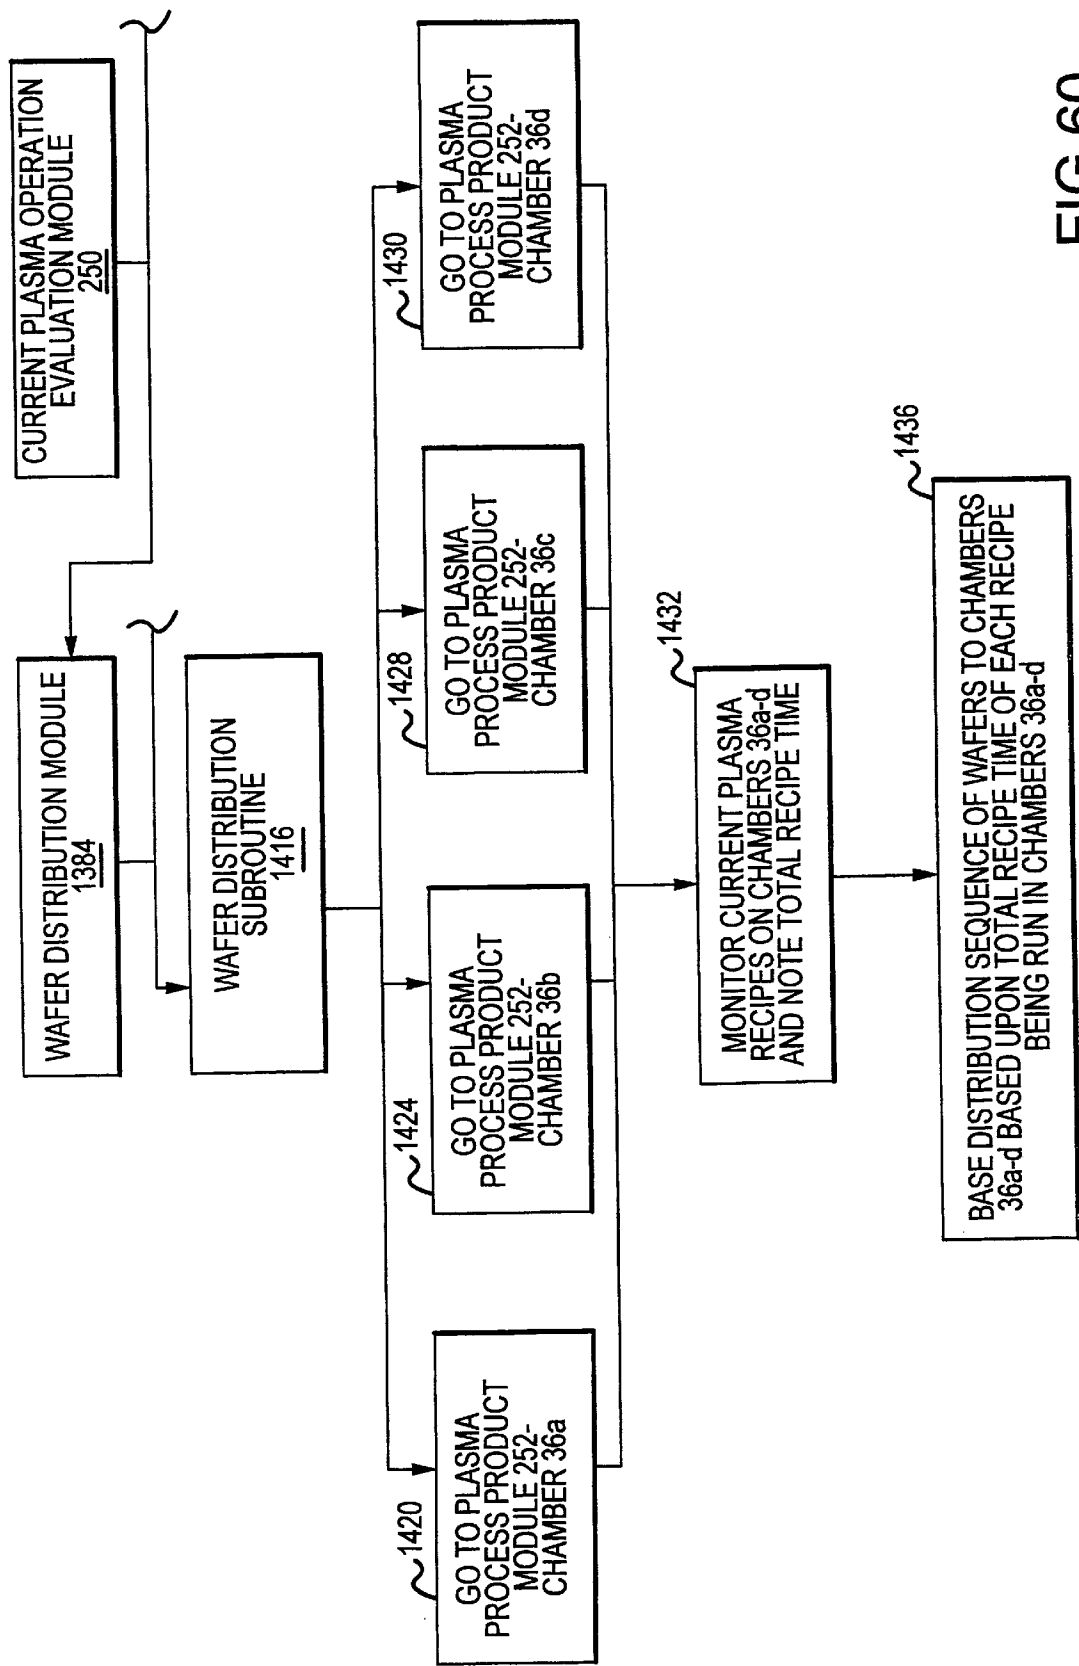 CURRENT PLASMA OPERATION
EVALUATION MODULE
250
WAFER DISTRIBUTION MODULE
1384
WAFER DISTRIBUTION
SUBROUTINE
1416
1420
GO TO PLASMA
PROCESS PRODUCT
MODULE 252-
CHAMBER 36a
1424
GO TO PLASMA
PROCESS PRODUCT
MODULE 252-
CHAMBER 36b
1428
GO TO PLASMA
PROCESS PRODUCT
MODULE 252-
CHAMBER 36c
1430
GO TO PLASMA
PROCESS PRODUCT
MODULE 252-
CHAMBER 36d
1432
MONITOR CURRENT PLASMA
RECIPES ON CHAMBERS 36a-d
AND NOTE TOTAL RECIPE TIME
1436
BASE DISTRIBUTION SEQUENCE OF WAFERS TO CHAMBERS
36a-d BASED UPON TOTAL RECIPE TIME OF EACH RECIPE
BEING RUN IN CHAMBERS 36a-d
FIG.60